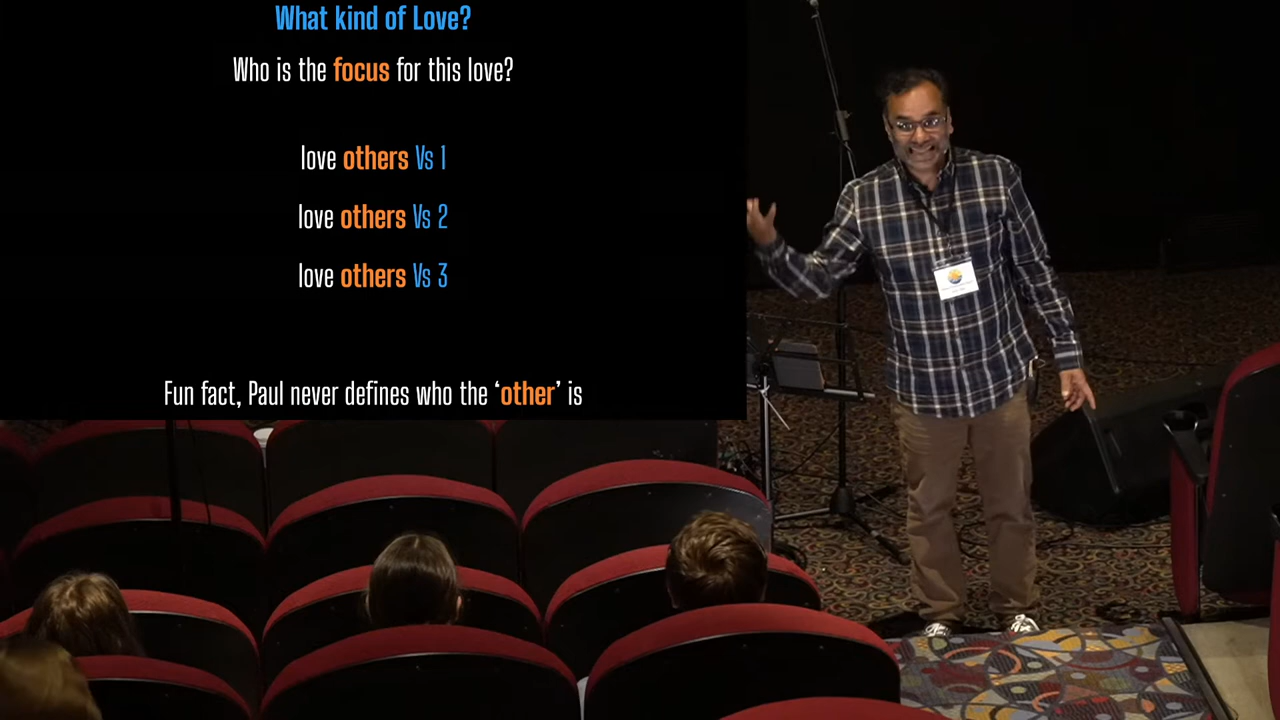 What kind of Love?
Who is the focus for this love?
love others Vs 1
love others Vs 2
love others Vs 3
Fun fact, Paul never defines who the ‘other’ is